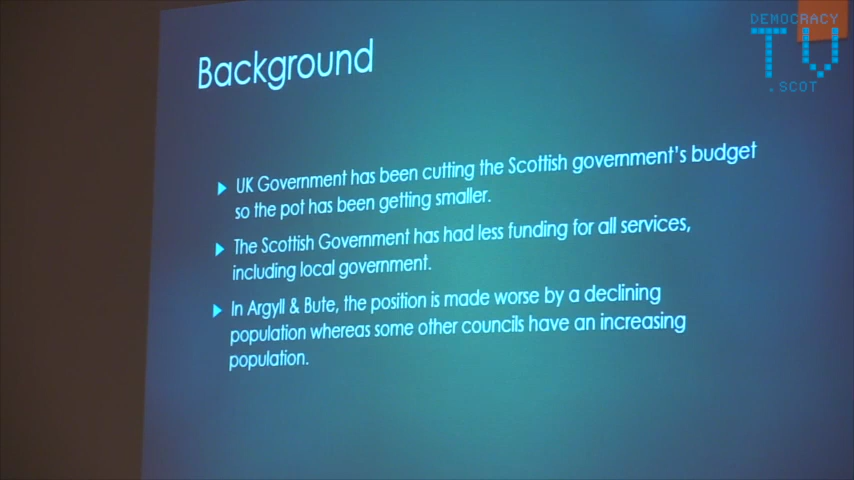 DEMOCRACY
TV
.SCOT
Background
UK Government has been cutting the Scottish government's budget
so the pot has been getting smaller.
The Scottish Government has had less funding for all services,
including local government.
In Argyll & Bute, the position is made worse by a declining
population whereas some other councils have an increasing
population.